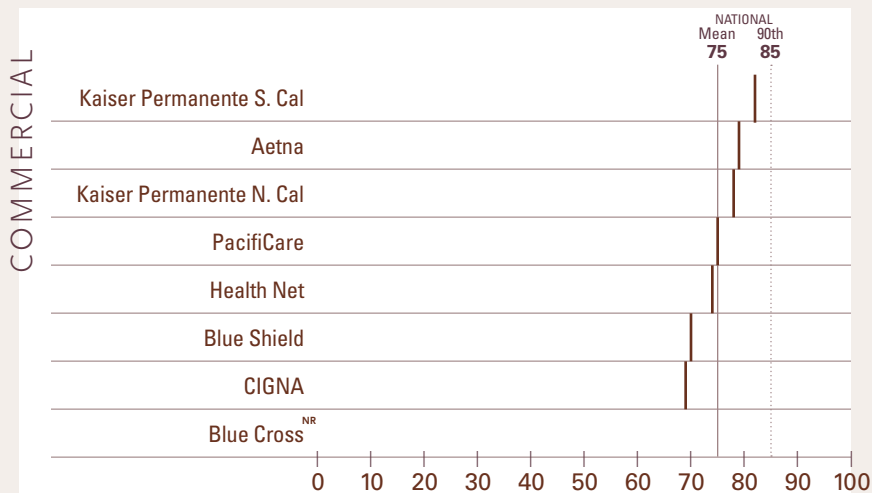 COMMERCIAL
NATIONAL
Mean 90th
75 85
Kaiser Permanente S. Cal
Aetna
Kaiser Permanente N. Cal
PacifiCare
Health Net
Blue Shield
CIGNA
Blue Cross NR
0 10 20 30 40 50 60 70 80 90 100